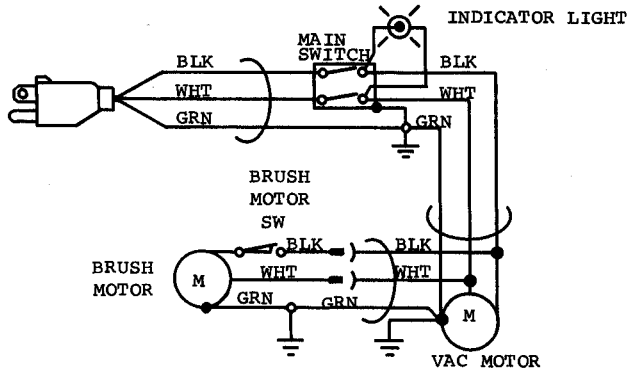 INDICATOR LIGHT
MAIN
SWITCH
BLK
BLK
WHT
WHT
GRN
GRN
BRUSH
MOTOR
SW
BLK
BLK
BRUSH
MOTOR
M
WHT
WHT
GRN
GRN
M
VAC MOTOR